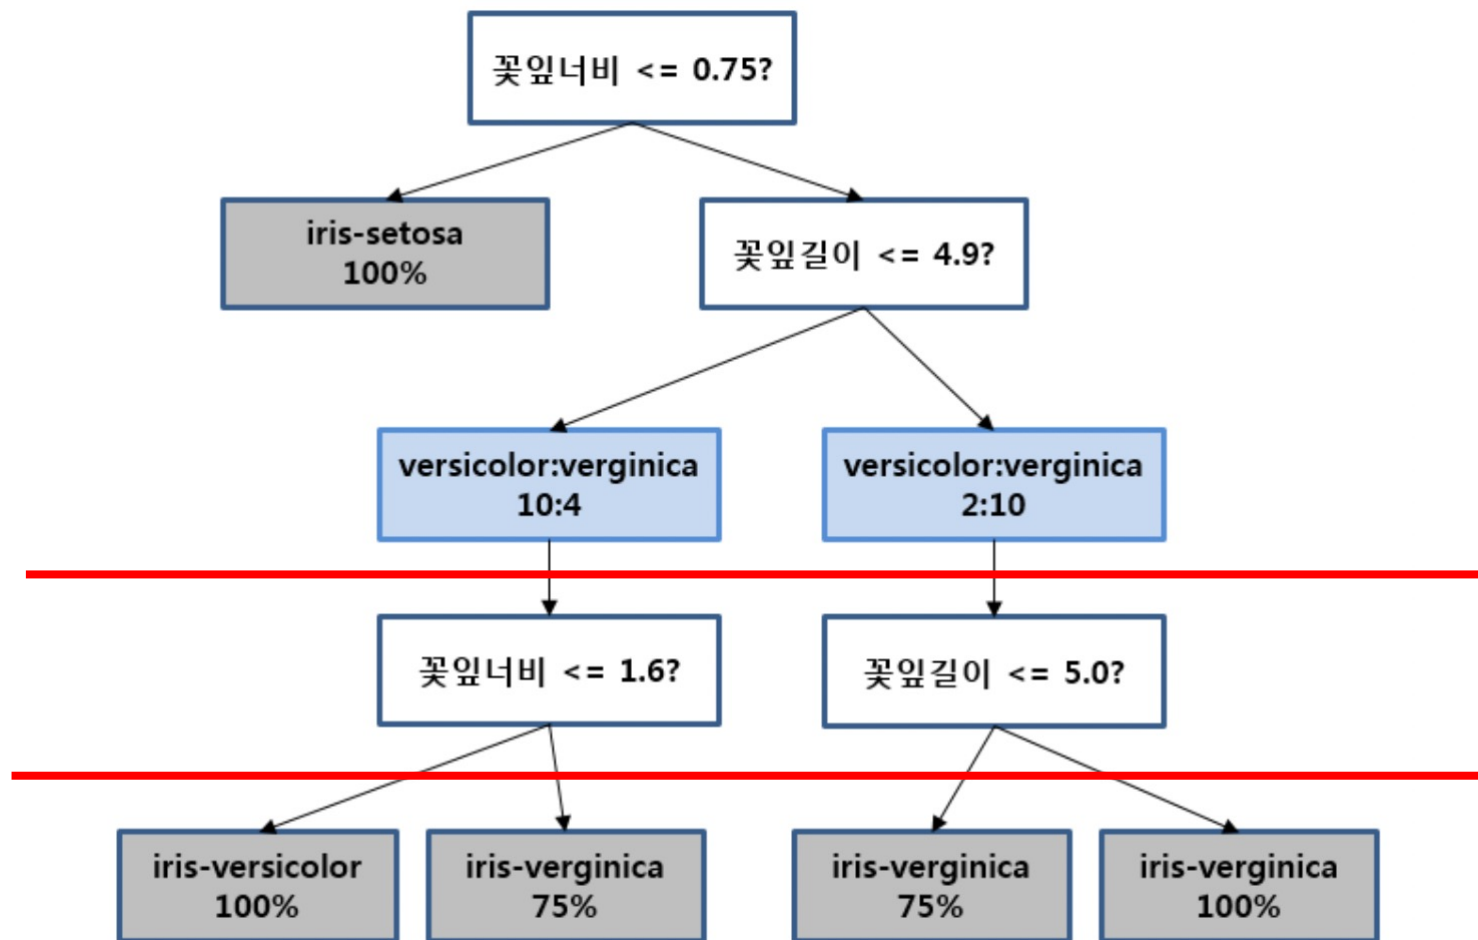 꽃잎너비 <= 0.75?
iris-setosa
100%
꽃잎길이 <= 4.9?
versicolor:verginica
10:4
versicolor:verginica
2:10
꽃잎너비 <= 1.6?
꽃잎길이 <= 5.0?
iris-versicolor
100%
iris-verginica
75%
iris-verginica
75%
iris-verginica
100%